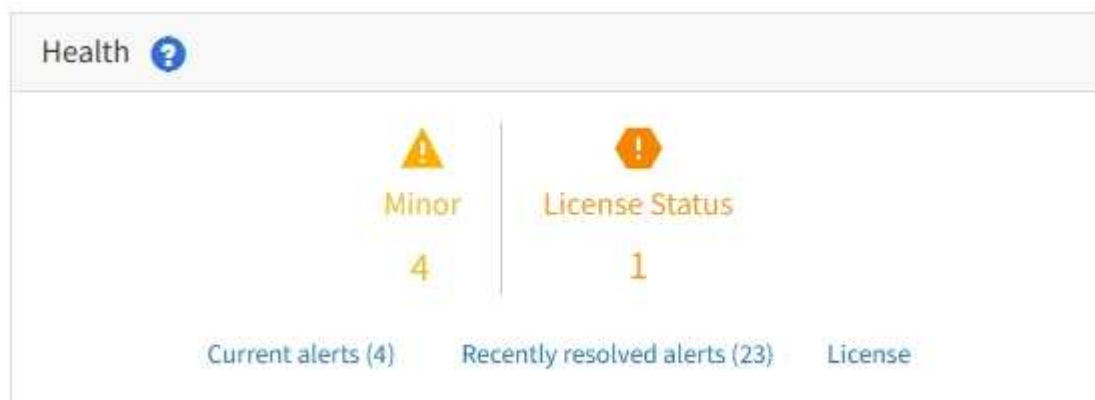 Health ?
Minor
License Status
4
1
Current alerts (4) Recently resolved alerts (23) License